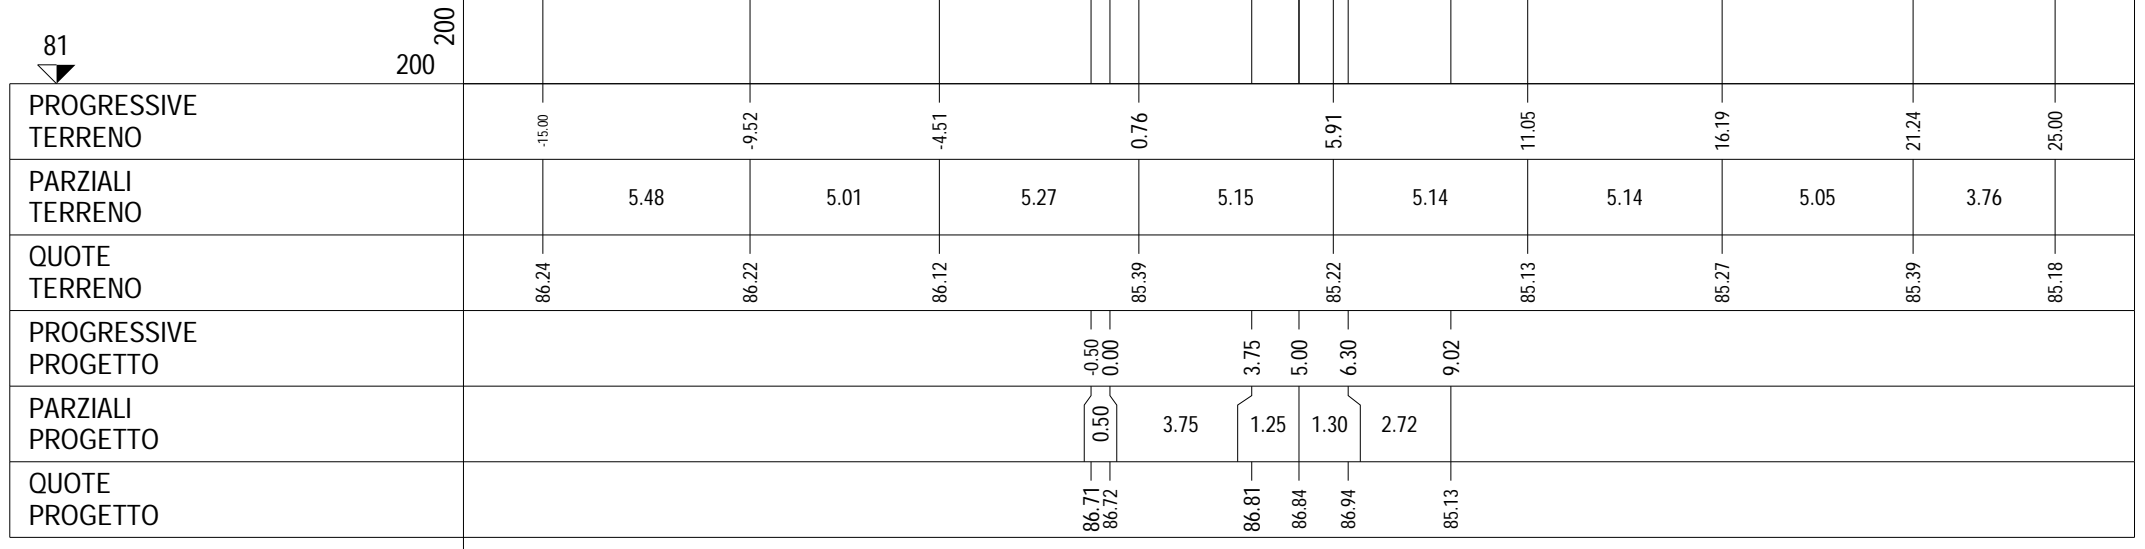 200
81
200
PROGRESSIVE
TERRENO
-15.00 -9.52 -4.51 0.76 5.91 11.05 16.19 21.24 25.00
PARZIALI
TERRENO
5.48 5.01 5.27 5.15 5.14 5.14 5.05 3.76
QUOTE
TERRENO
86.24 86.22 86.12 85.39 85.22 85.13 85.27 85.39 85.18
PROGRESSIVE
PROGETTO
-0.50 0.00 3.75 5.00 6.30 9.02
PARZIALI
PROGETTO
0.50 3.75 1.25 1.30 2.72
QUOTE
PROGETTO
86.71 86.72 86.81 86.84 86.94 85.13